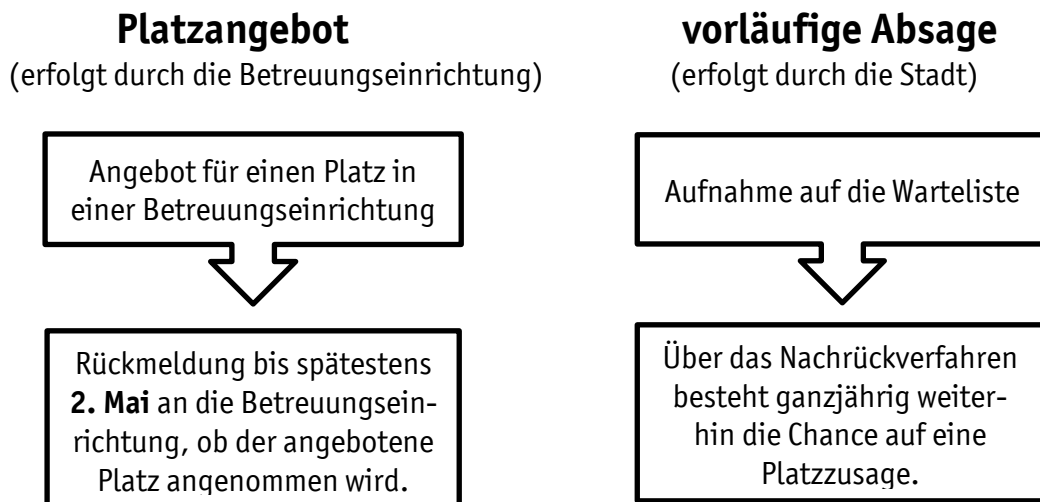 Platzangebot
(erfolgt durch die Betreuungseinrichtung)
Angebot für einen Platz in
einer Betreuungseinrichtung
Rückmeldung bis spätestens
2. Mai an die Betreuungsein-
richtung, ob der angebotene
Platz angenommen wird.
vorläufige Absage
(erfolgt durch die Stadt)
Aufnahme auf die Warteliste
Über das Nachrückverfahren
besteht ganzjährig weiter-
hin die Chance auf eine
Platzzusage.